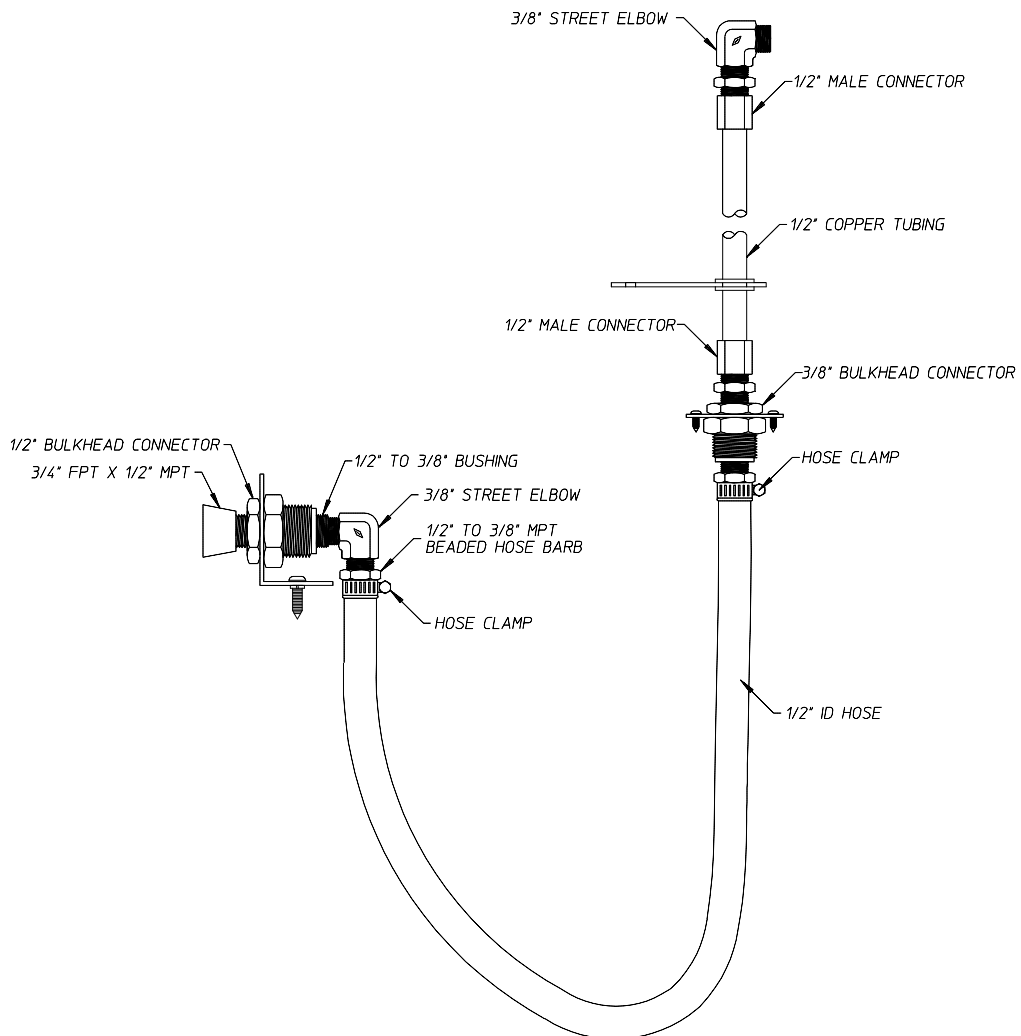 3/8" STREET ELBOW
1/2" MALE CONNECTOR
1/2" COPPER TUBING
1/2" MALE CONNECTOR
3/8" BULKHEAD CONNECTOR
1/2" BULKHEAD CONNECTOR
3/4" FPT X 1/2" MPT
1/2" TO 3/8" BUSHING
HOSE CLAMP
3/8" STREET ELBOW
1/2" TO 3/8" MPT
BEADED HOSE BARB
HOSE CLAMP
1/2" ID HOSE